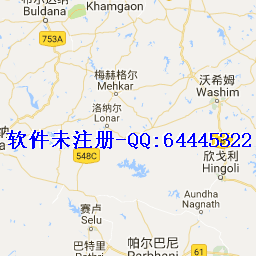 Khamgaon
布尔达纳
Buldana
753A
梅赫格尔
Mehkar
沃希姆
Washim
洛纳尔
Lonar
软件未注册-QQ:64445322
548C
欣戈利
Hingoli
Aundha
Nagnath
赛卢
Selu
帕特里
Pathri
帕尔巴尼
Parbhani
61